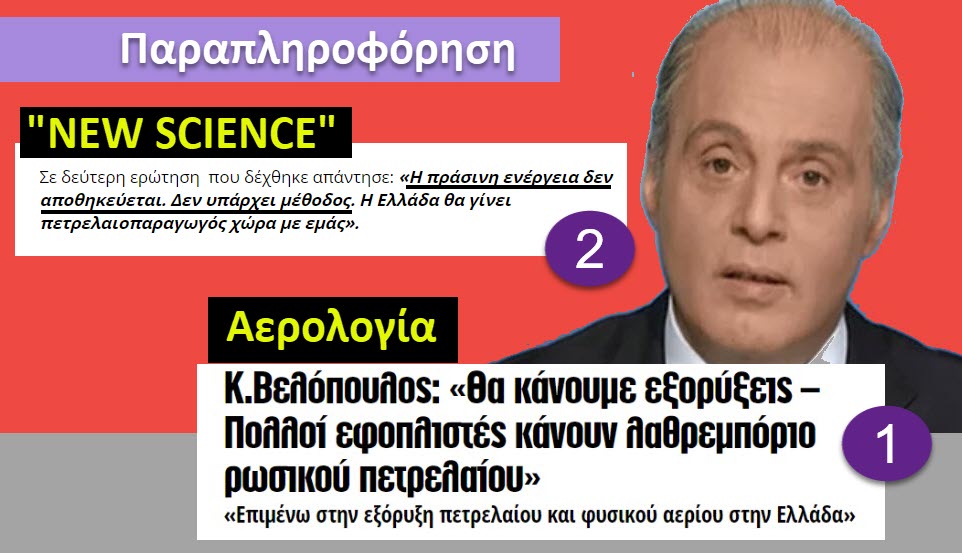 Παραπληροφόρηση
"NEW SCIENCE"
Σε δεύτερη ερώτηση που δέχθηκε απάντησε: «Η πράσινη ενέργεια δεν
αποθηκεύεται. Δεν υπάρχει μέθοδος. Η Ελλάδα θα γίνει
πετρελαιοπαραγωγός χώρα με εμάς».
2
Αερολογία
Κ.Βελόπουλος: «Θα κάνουμε εξορύξεις –
Πολλοί εφοπλιστές κάνουν λαθρεμπόριο
ρωσικού πετρελαίου»
1
«Επιμένω στην εξόρυξη πετρελαίου και φυσικού αερίου στην Ελλάδα»